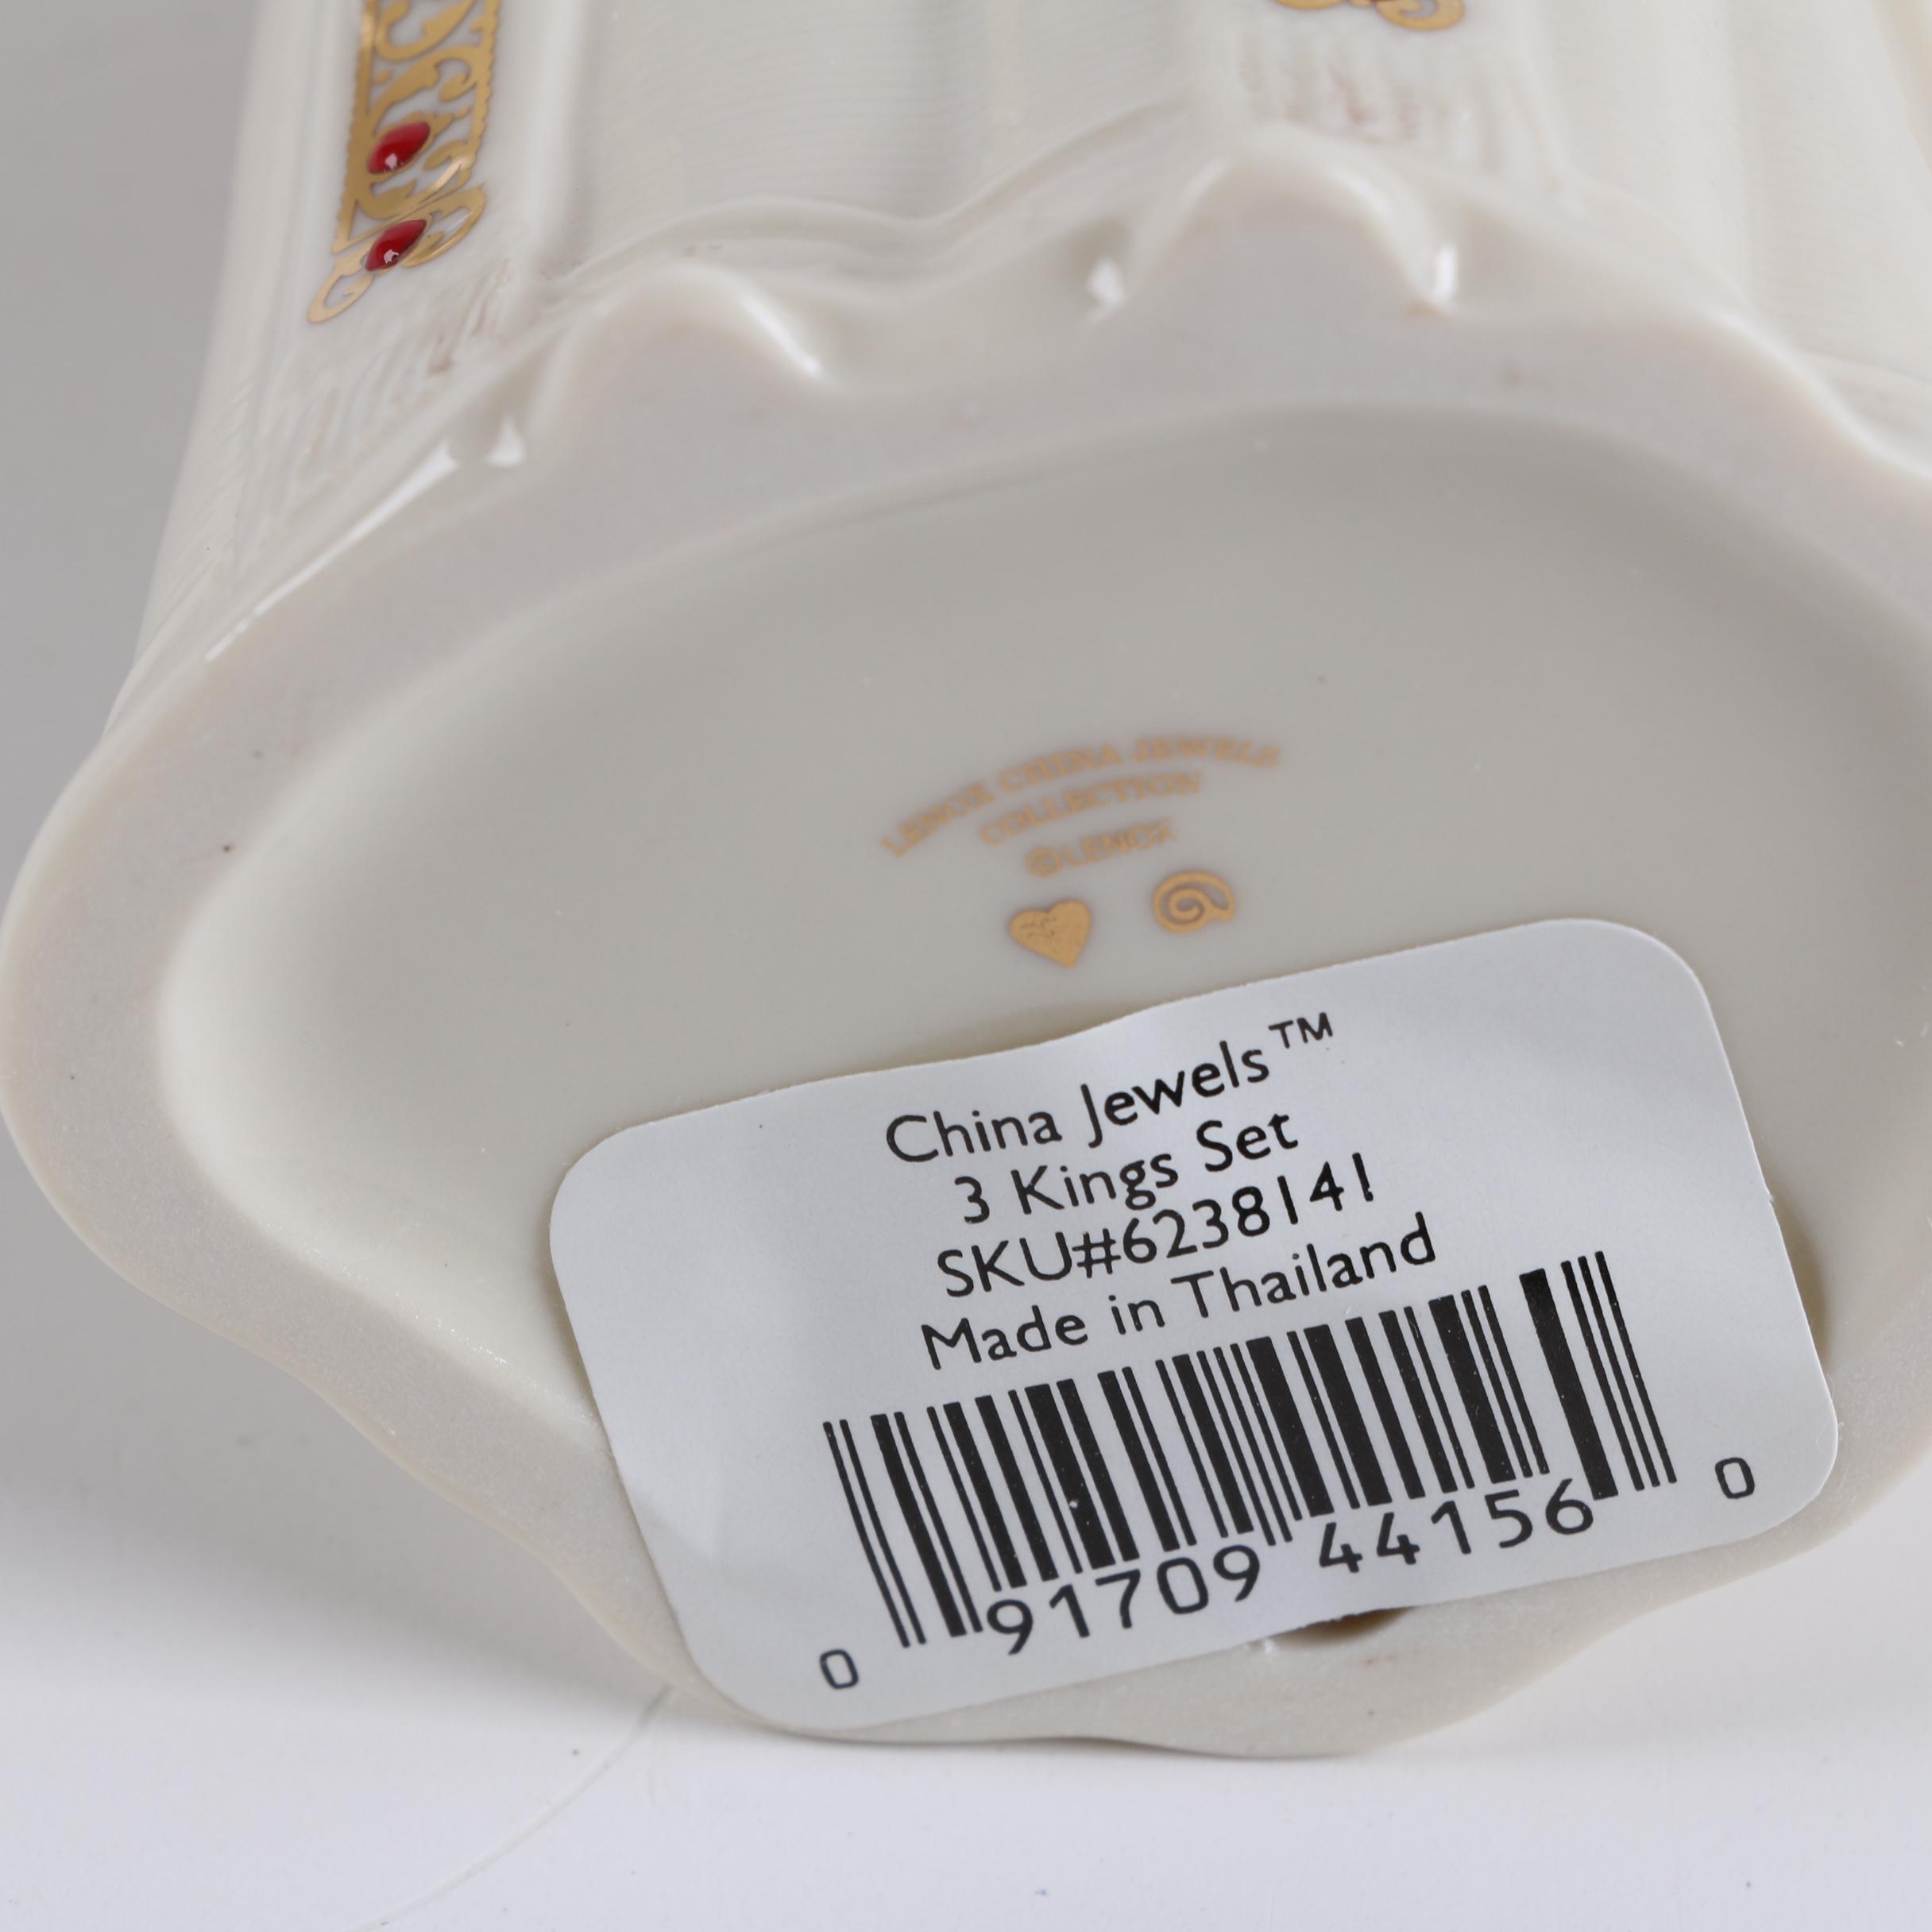 LENOX CHINA JEWELS
COLLECTION
©LENOX
China Jewels™
3 Kings Set
SKU#6238141
Made in Thailand
0 91709 44156 0